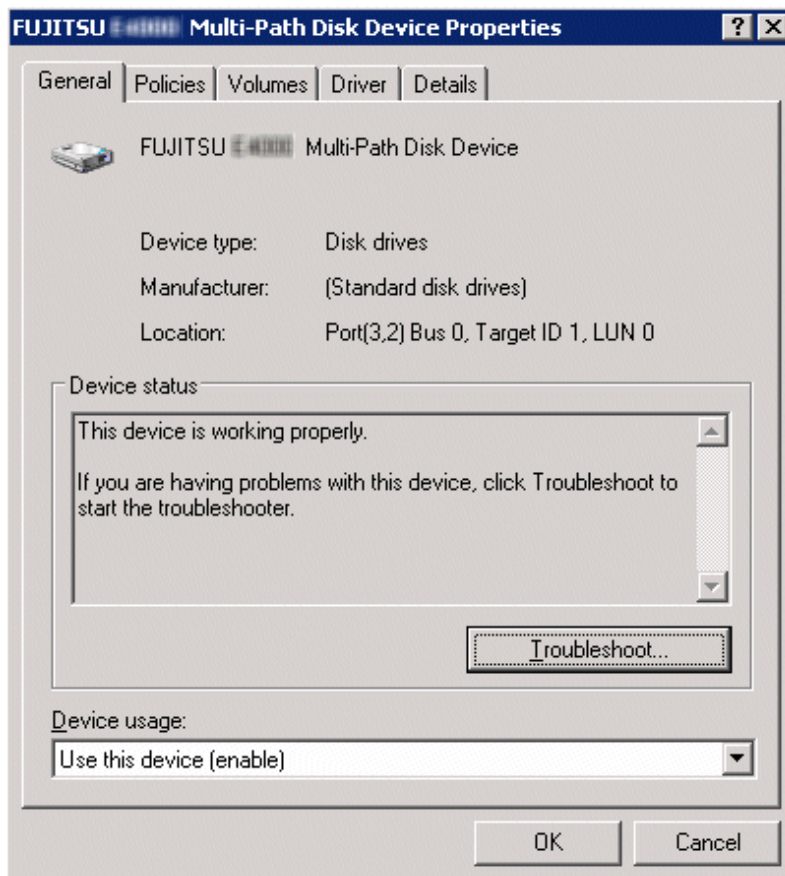 FUJITSU Multi-Path Disk Device Properties
General Policies Volumes Driver Details
FUJITSU Multi-Path Disk Device
Device type: Disk drives
Manufacturer: (Standard disk drives)
Location: Port(3,2) Bus 0, Target ID 1, LUN 0
Device status
This device is working properly.
If you are having problems with this device, click Troubleshoot to
start the troubleshooter.
Troubleshoot...
Device usage:
Use this device (enable)
OK Cancel